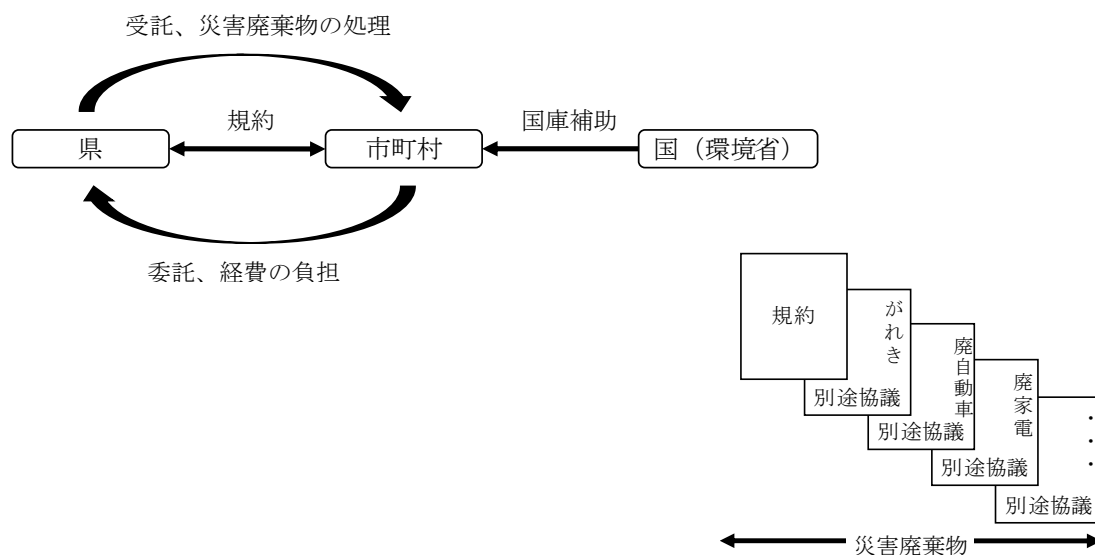 受託、災害廃棄物の処理
規約
国庫補助
県
市町村
国（環境省）
委託、経費の負担
規約
がれき
別途協議
廃自動車
別途協議
廃家電
別途協議
・・・
別途協議
災害廃棄物